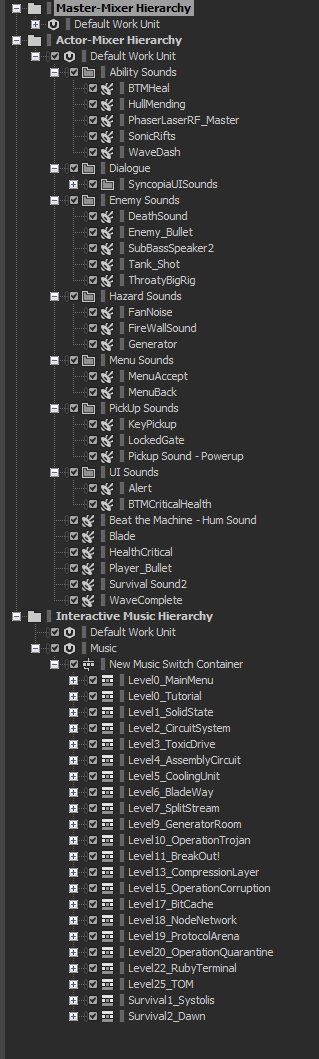 Master-Mixer Hierarchy
Default Work Unit
Actor-Mixer Hierarchy
Default Work Unit
Ability Sounds
BTMHeal
HullMending
PhaserLaserRF_Master
SonicRifts
WaveDash
Dialogue
SyncopiaUISounds
Enemy Sounds
DeathSound
Enemy_Bullet
SubBassSpeaker2
Tank_Shot
ThroatyBigRig
Hazard Sounds
FanNoise
FireWallSound
Generator
Menu Sounds
MenuAccept
MenuBack
PickUp Sounds
KeyPickup
LockedGate
Pickup Sound - Powerup
UI Sounds
Alert
BTMCriticalHealth
Beat the Machine - Hum Sound
Blade
HealthCritical
Player_Bullet
Survival Sound2
WaveComplete
Interactive Music Hierarchy
Default Work Unit
Music
New Music Switch Container
Level0_MainMenu
Level0_Tutorial
Level1_SolidState
Level2_CircuitSystem
Level3_ToxicDrive
Level4_AssemblyCircuit
Level5_CoolingUnit
Level6_BladeWay
Level7_SplitStream
Level9_GeneratorRoom
Level10_OperationTrojan
Level11_BreakOut!
Level13_CompressionLayer
Level15_OperationCorruption
Level17_BitCache
Level18_NodeNetwork
Level19_ProtocolArena
Level20_OperationQuarantine
Level22_RubyTerminal
Level25_TOM
Survival1_Systolis
Survival2_Dawn